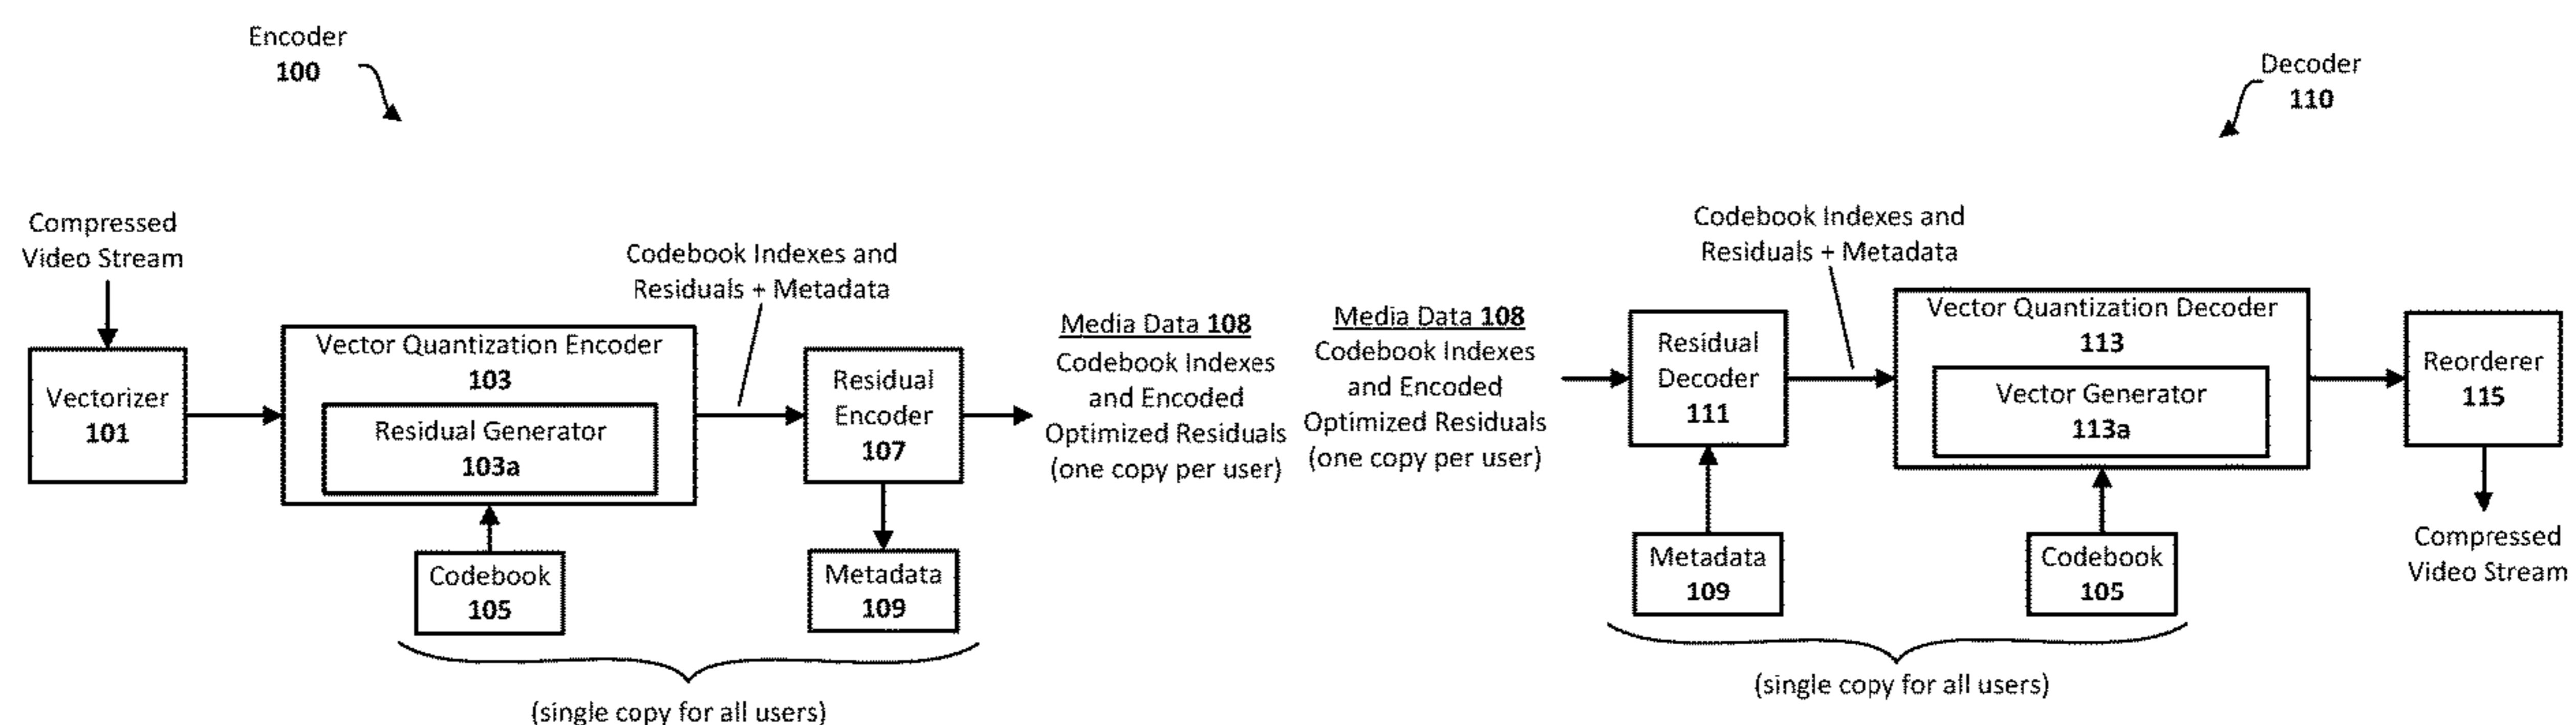 Encoder
100
Compressed
Video Stream
Vectorizer
101
Vector Quantization Encoder
103
Residual Generator
103a
Codebook
105
Codebook Indexes and
Residuals + Metadata
Residual
Encoder
107
Metadata
109
(single copy for all users)
Media Data 108
Codebook Indexes
and Encoded
Optimized Residuals
(one copy per user)
Decoder
110
Media Data 108
Codebook Indexes
and Encoded
Optimized Residuals
(one copy per user)
Residual
Decoder
111
Metadata
109
Codebook Indexes and
Residuals + Metadata
Vector Quantization Decoder
113
Vector Generator
113a
Codebook
105
(single copy for all users)
Reorderer
115
Compressed
Video Stream